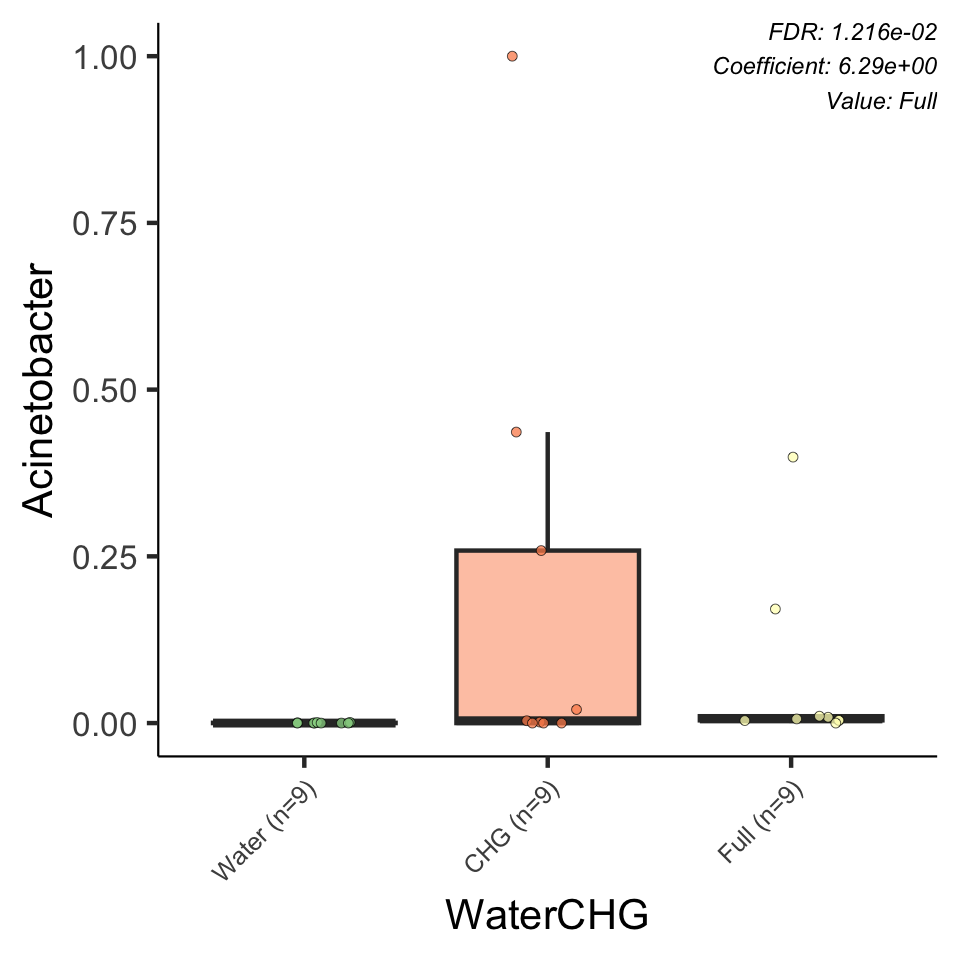 FDR: 1.216e-02
Coefficient: 6.29e+00
Value: Full
1.00
0.75
0.50
0.25
0.00
Acinetobacter
Water (n=9)
CHG (n=9)
Full (n=9)
WaterCHG